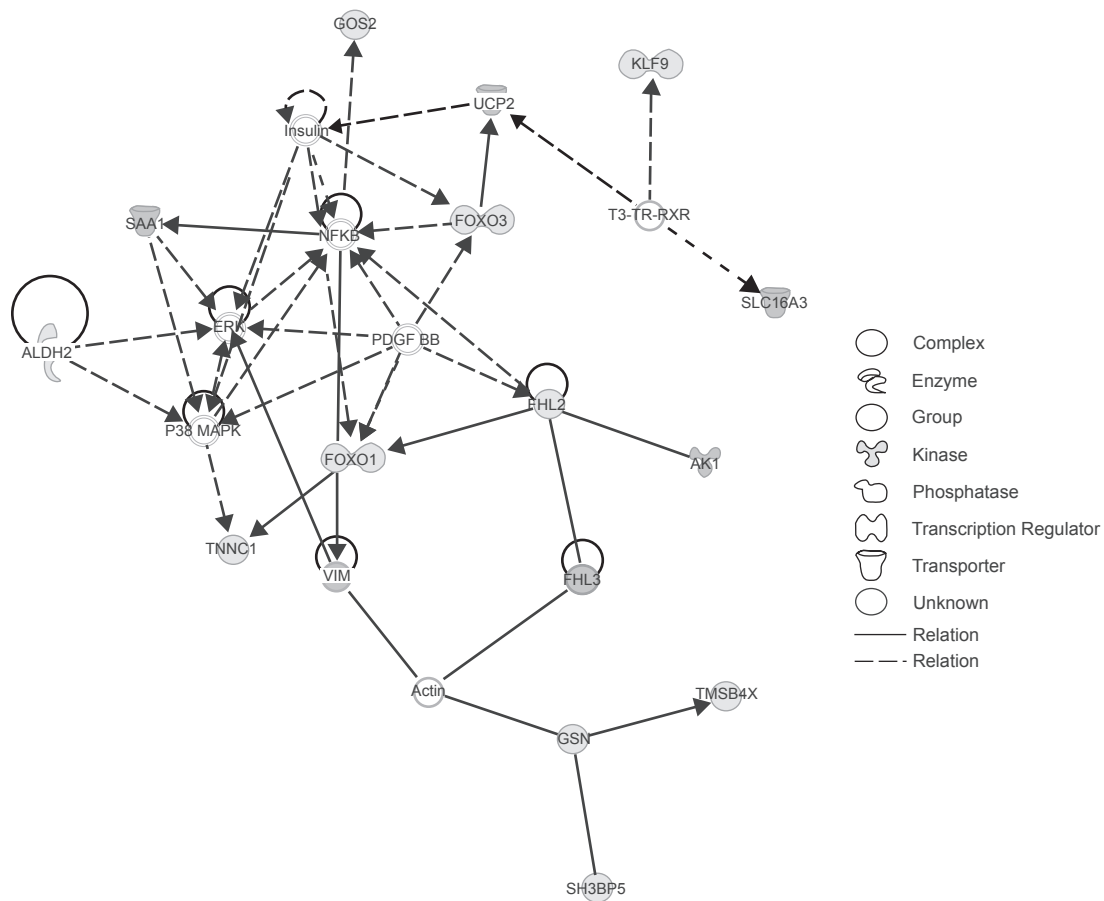 GOS2
KLF9
UCP2
Insulin
SAA1
NFKB
FOXO3
T3-TR-RXR
SLC16A3
ERK
PDGF BB
ALDH2
FHL2
P38 MAPK
FOXO1
AK1
TNNC1
VIM
FHL3
Actin
TMSB4X
GSN
SH3BP5
Complex
Enzyme
Group
Kinase
Phosphatase
Transcription Regulator
Transporter
Unknown
Relation
Relation